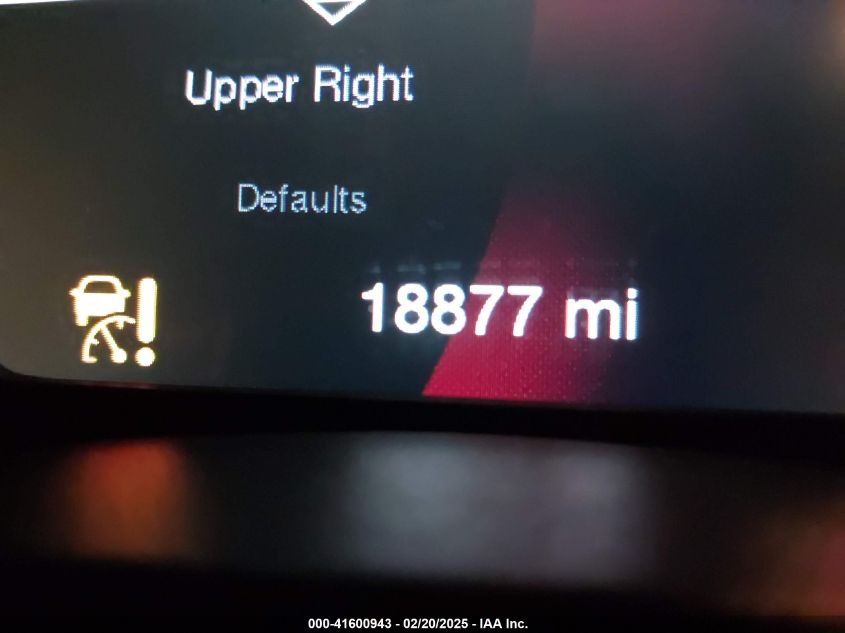 Upper Right
Defaults
18877 mi
000-41600943 - 02/20/2025 - IAA Inc.